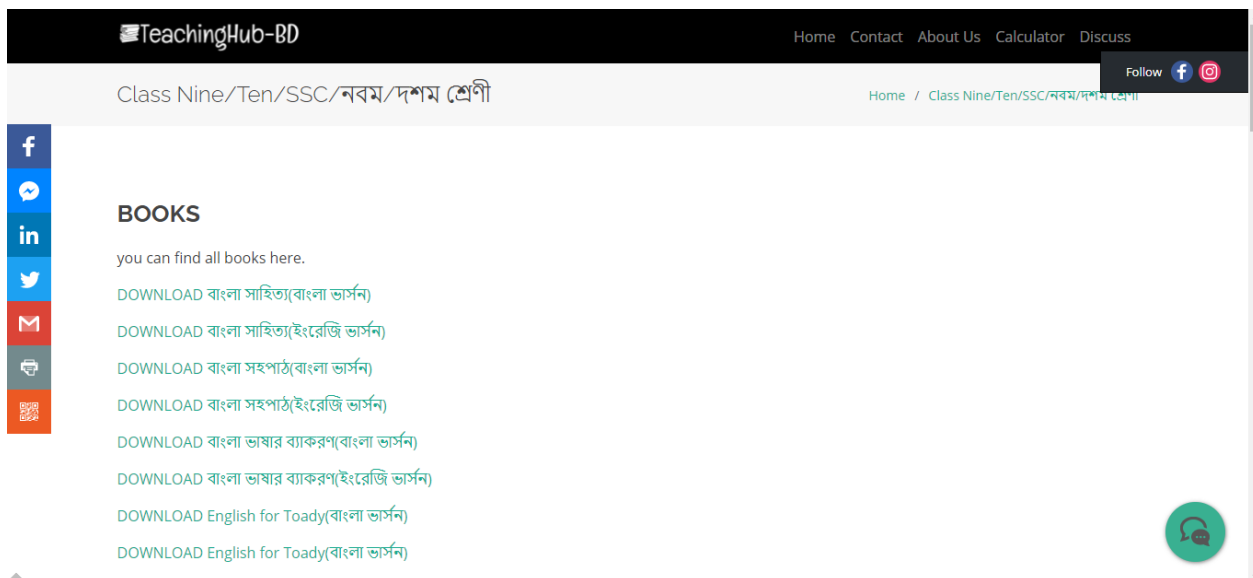 TeachingHub-BD
Home Contact About Us Calculator Discuss
Follow
Class Nine/Ten/SSC/নবম/দশম শ্রেণী
Home / Class Nine/Ten/SSC/নবম/দশম শ্রেণী
BOOKS
you can find all books here.
DOWNLOAD বাংলা সাহিত্য(বাংলা ভার্সন)
DOWNLOAD বাংলা সাহিত্য(ইংরেজি ভার্সন)
DOWNLOAD বাংলা সহপাঠ(বাংলা ভার্সন)
DOWNLOAD বাংলা সহপাঠ(ইংরেজি ভার্সন)
DOWNLOAD বাংলা ভাষার ব্যাকরণ(বাংলা ভার্সন)
DOWNLOAD বাংলা ভাষার ব্যাকরণ(ইংরেজি ভার্সন)
DOWNLOAD English for Toady(বাংলা ভার্সন)
DOWNLOAD English for Toady(বাংলা ভার্সন)